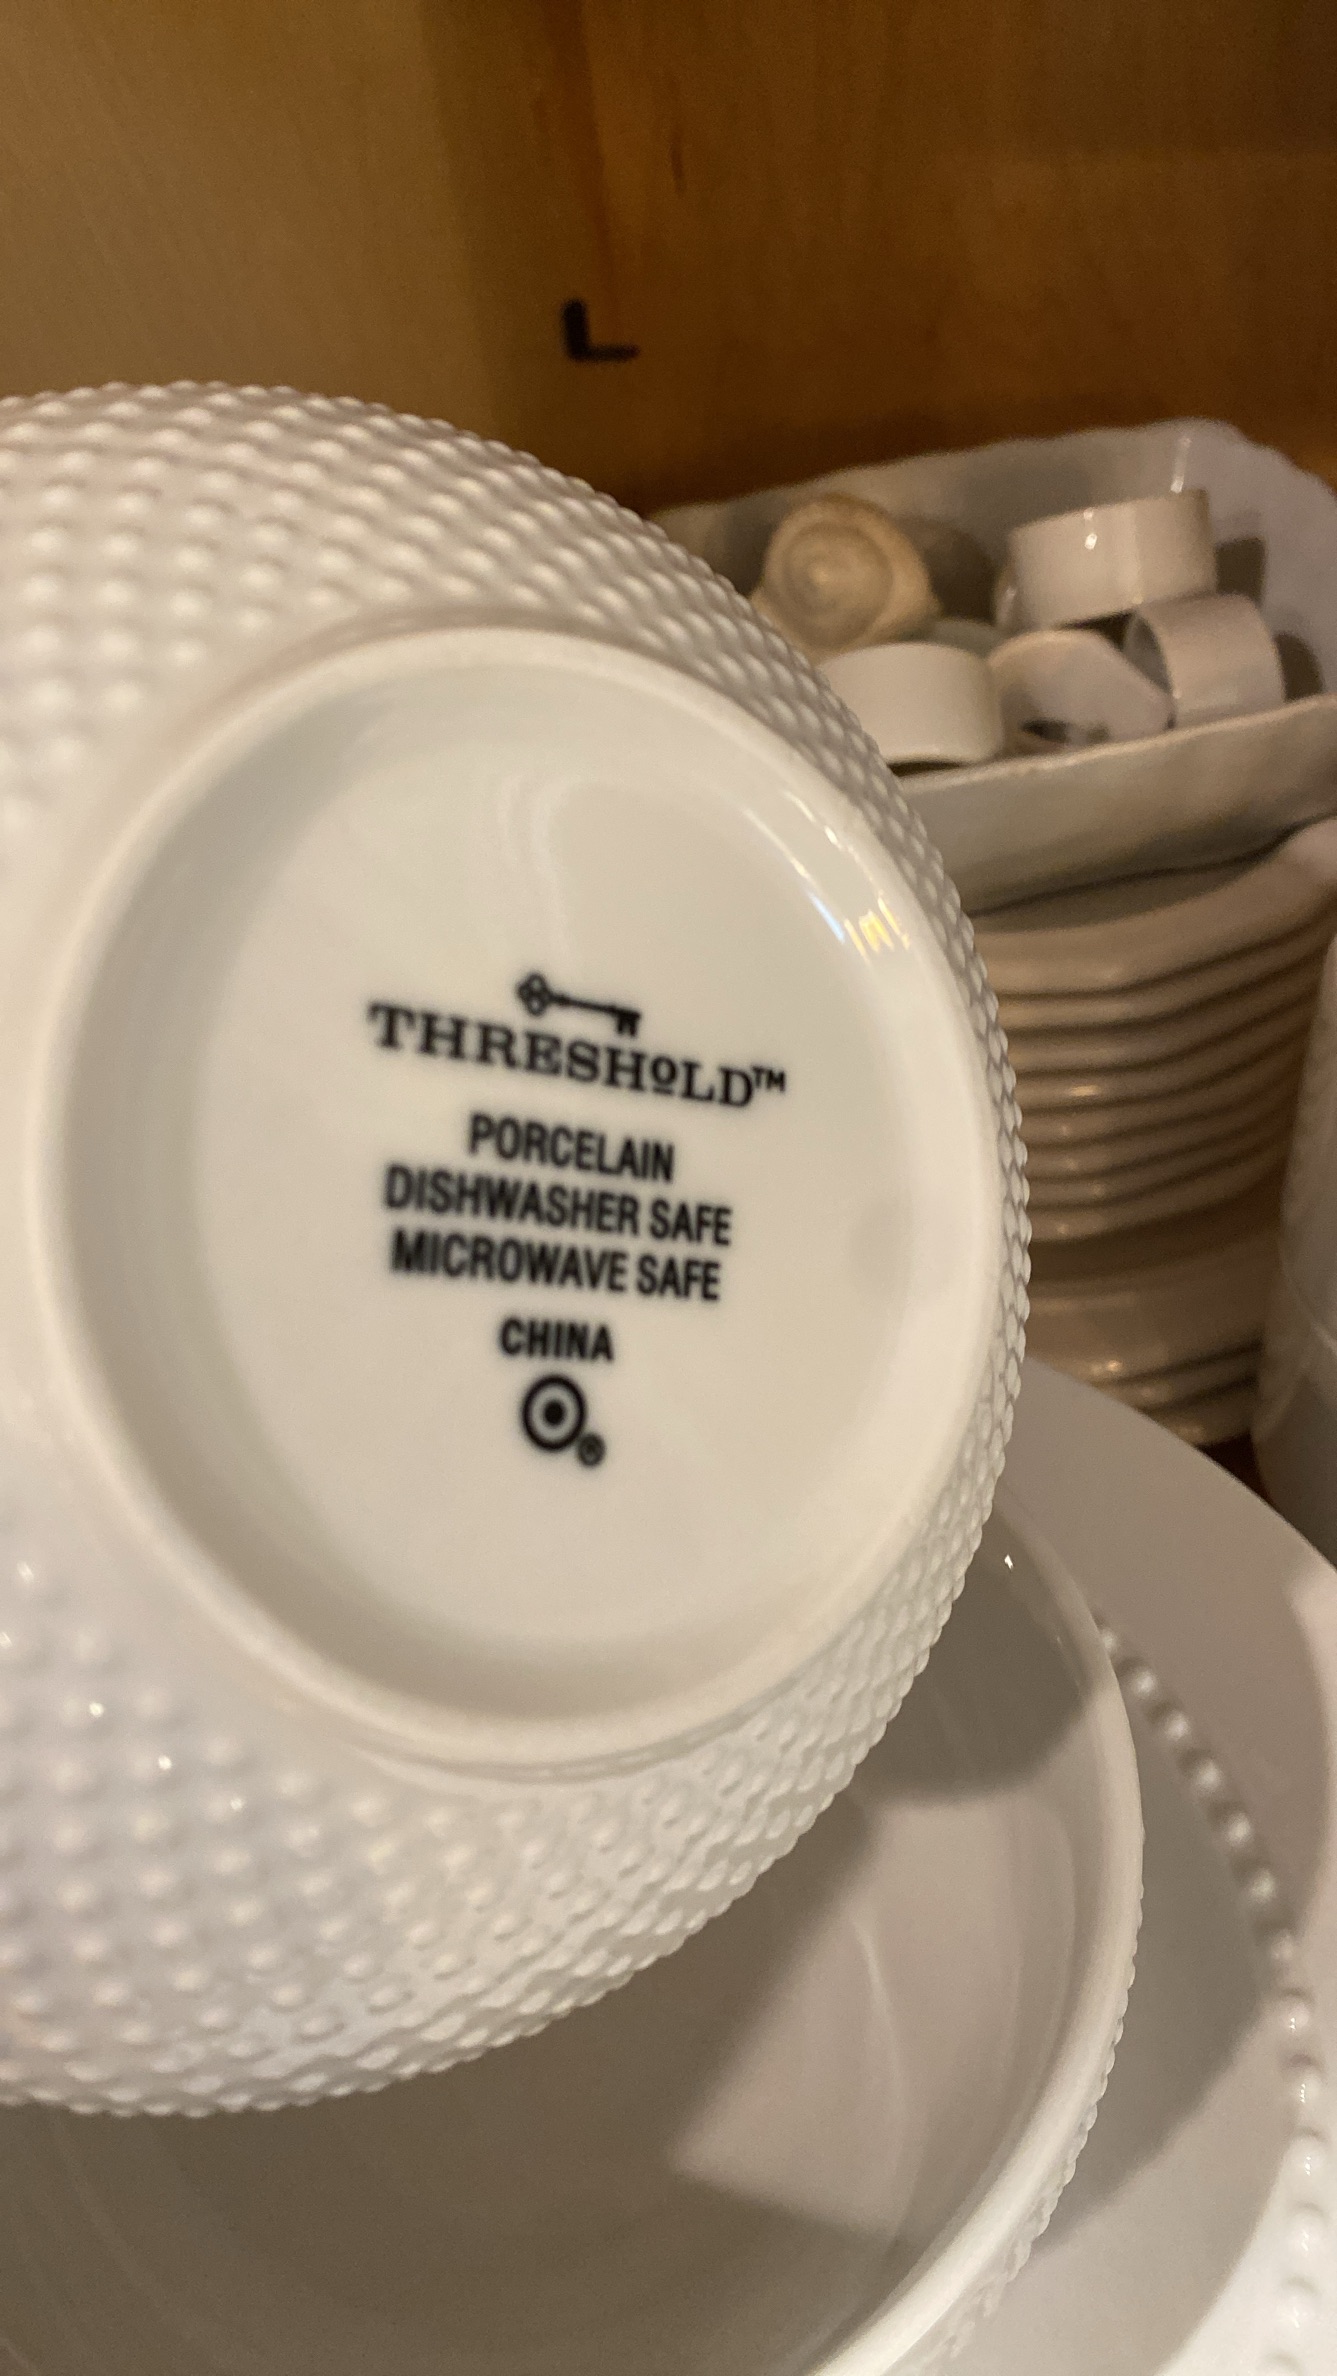 THRESHOLD™
PORCELAIN
DISHWASHER SAFE
MICROWAVE SAFE
CHINA
®